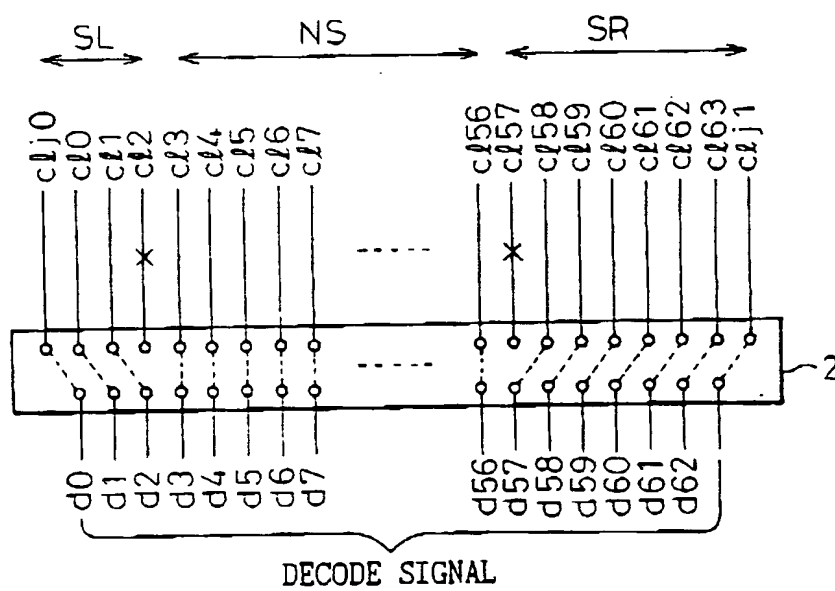 SL NS SR
cℓj0 cℓ0 cℓ1 cℓ2 cℓ3 cℓ4 cℓ5 cℓ6 cℓ7 cℓ56 cℓ57 cℓ58 cℓ59 cℓ60 cℓ61 cℓ62 cℓ63 cℓj1
2
d0 d1 d2 d3 d4 d5 d6 d7 d56 d57 d58 d59 d60 d61 d62
DECODE SIGNAL